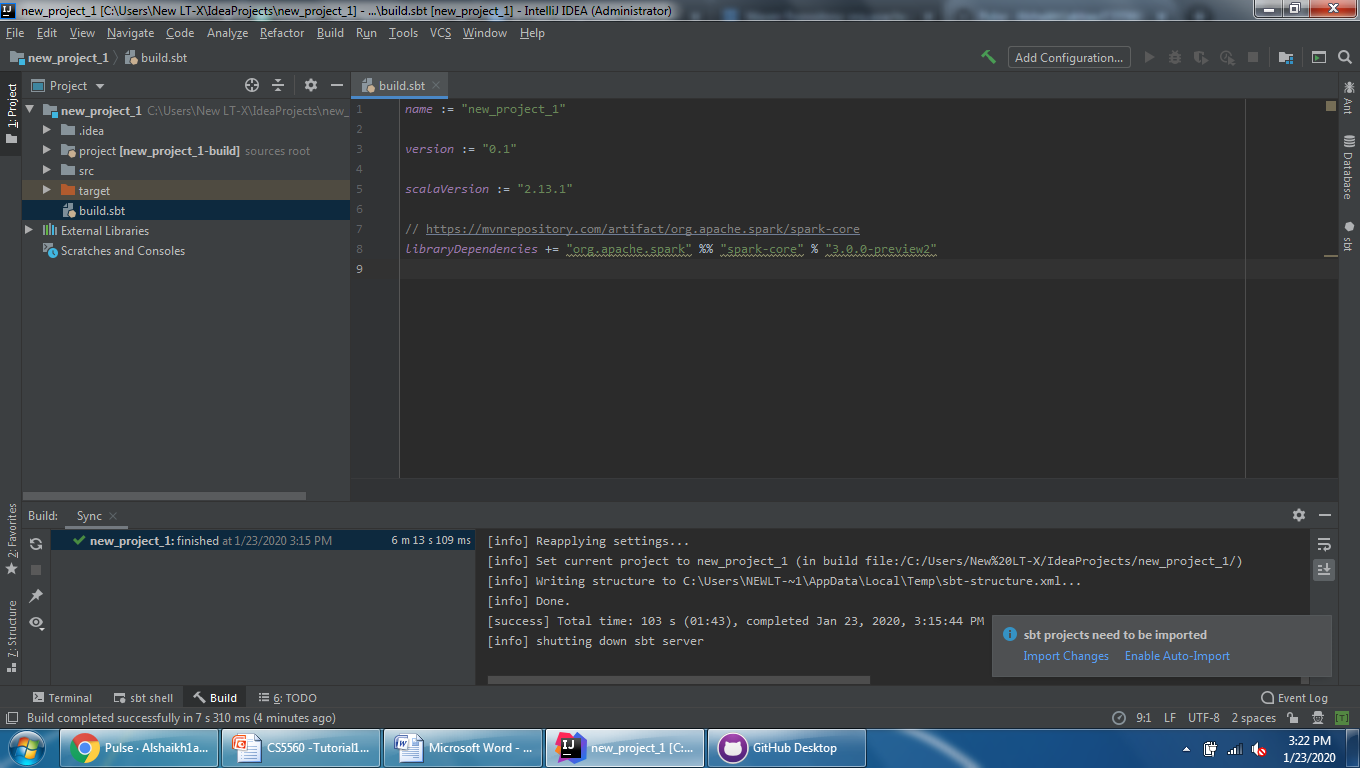 new_project_1 [C:\Users\New LT-X\IdeaProjects\new_project_1] - ...\build.sbt [new_project_1] - IntelliJ IDEA (Administrator)
File Edit View Navigate Code Analyze Refactor Build Run Tools VCS Window Help
new_project_1 build.sbt
Add Configuration...
1: Project
Project
new_project_1 C:\Users\New LT-X\IdeaProjects\new_
.idea
project [new_project_1-build] sources root
src
target
build.sbt
External Libraries
Scratches and Consoles
build.sbt
1 name := "new_project_1"
2
3 version := "0.1"
4
5 scalaVersion := "2.13.1"
6
7 // https://mvnrepository.com/artifact/org.apache.spark/spark-core
8 libraryDependencies += "org.apache.spark" %% "spark-core" % "3.0.0-preview2"
9
Ant
Database
sbt
2: Favorites
7: Structure
Build: Sync
new_project_1: finished at 1/23/2020 3:15 PM 6 m 13 s 109 ms
[info] Reapplying settings...
[info] Set current project to new_project_1 (in build file:/C:/Users/New%20LT-X/IdeaProjects/new_project_1/)
[info] Writing structure to C:\Users\NEWLT-~1\AppData\Local\Temp\sbt-structure.xml...
[info] Done.
[success] Total time: 103 s (01:43), completed Jan 23, 2020, 3:15:44 PM
[info] shutting down sbt server
sbt projects need to be imported
Import Changes Enable Auto-Import
Terminal sbt shell Build 6: TODO Event Log
Build completed successfully in 7 s 310 ms (4 minutes ago) 9:1 LF UTF-8 2 spaces
Pulse · Alshaikh1a... CS5560 -Tutorial1... Microsoft Word - ... new_project_1 [C:... GitHub Desktop
3:22 PM
1/23/2020